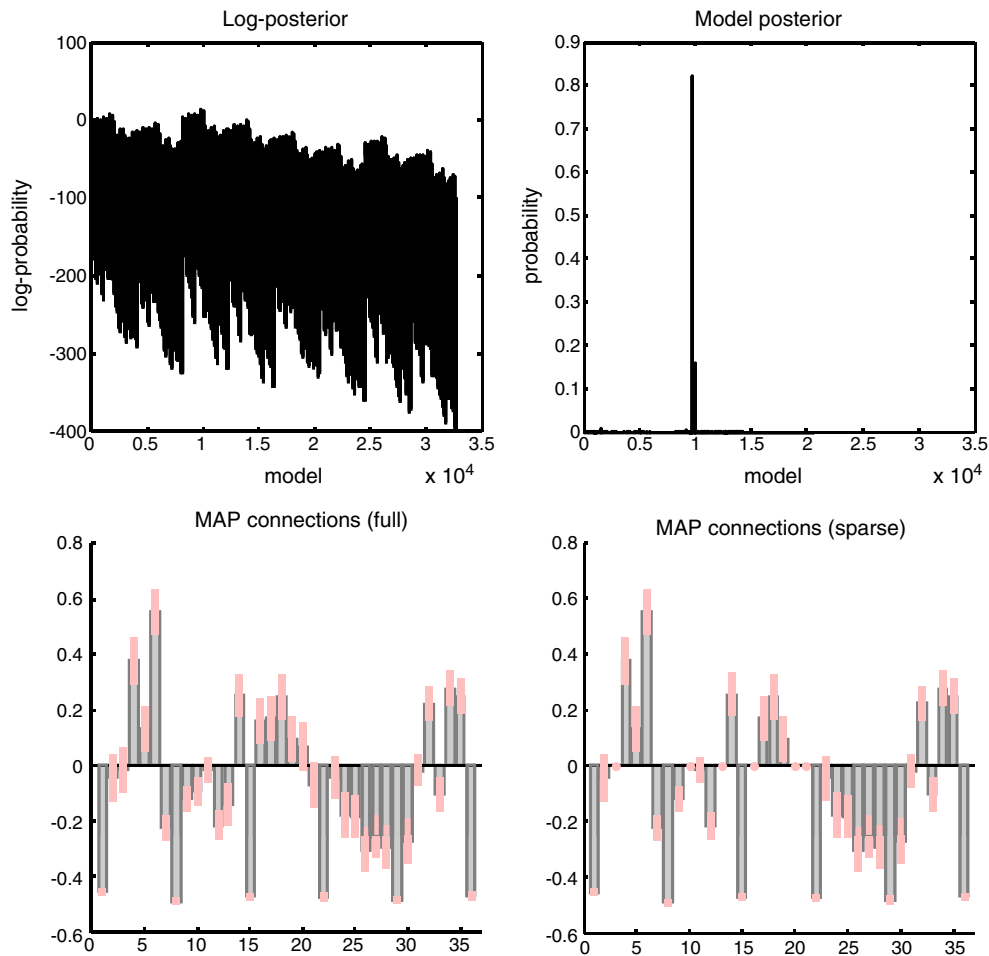 Log-posterior
100
0
-100
-200
-300
-400
log-probability
0 0.5 1 1.5 2 2.5 3 3.5
model
x 10^4
Model posterior
0.9
0.8
0.7
0.6
0.5
0.4
0.3
0.2
0.1
0
probability
0 0.5 1 1.5 2 2.5 3 3.5
model
x 10^4
MAP connections (full)
0.8
0.6
0.4
0.2
0
-0.2
-0.4
-0.6
0 5 10 15 20 25 30 35
MAP connections (sparse)
0.8
0.6
0.4
0.2
0
-0.2
-0.4
-0.6
0 5 10 15 20 25 30 35